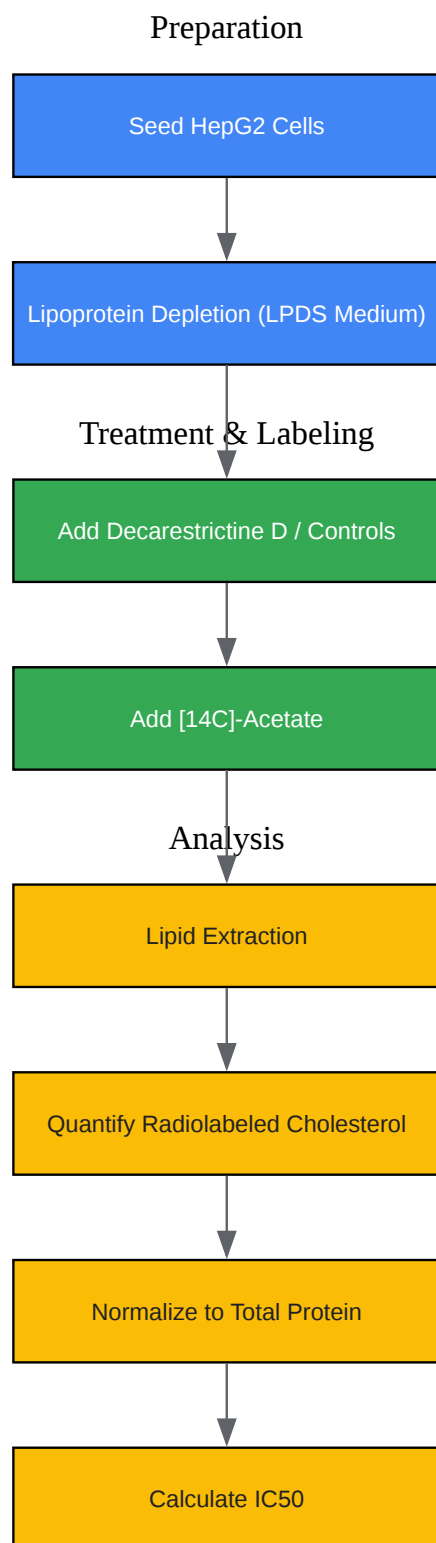 Preparation
Seed HepG2 Cells
Lipoprotein Depletion (LPDS Medium)
Treatment & Labeling
Add Decarestrictine D / Controls
Add [14C]-Acetate
Analysis
Lipid Extraction
Quantify Radiolabeled Cholesterol
Normalize to Total Protein
Calculate IC50